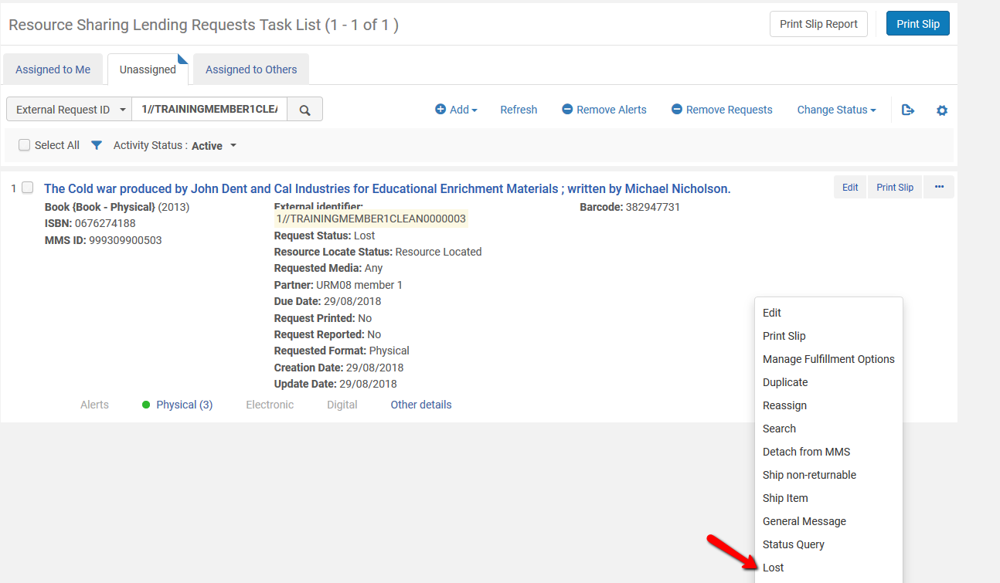 Resource Sharing Lending Requests Task List (1 - 1 of 1 )
Print Slip Report
Print Slip
Assigned to Me
Unassigned
Assigned to Others
External Request ID
1//TRAININGMEMBER1CLEA
Add
Refresh
Remove Alerts
Remove Requests
Change Status
Select All
Activity Status : Active
1
The Cold war produced by John Dent and Cal Industries for Educational Enrichment Materials ; written by Michael Nicholson.
Edit
Print Slip
Book {Book - Physical} (2013)
ISBN: 0676274188
MMS ID: 999309900503
External identifier:
1//TRAININGMEMBER1CLEAN0000003
Request Status: Lost
Resource Locate Status: Resource Located
Requested Media: Any
Partner: URM08 member 1
Due Date: 29/08/2018
Request Printed: No
Request Reported: No
Requested Format: Physical
Creation Date: 29/08/2018
Update Date: 29/08/2018
Barcode: 382947731
Alerts
Physical (3)
Electronic
Digital
Other details
Edit
Print Slip
Manage Fulfillment Options
Duplicate
Reassign
Search
Detach from MMS
Ship non-returnable
Ship Item
General Message
Status Query
Lost